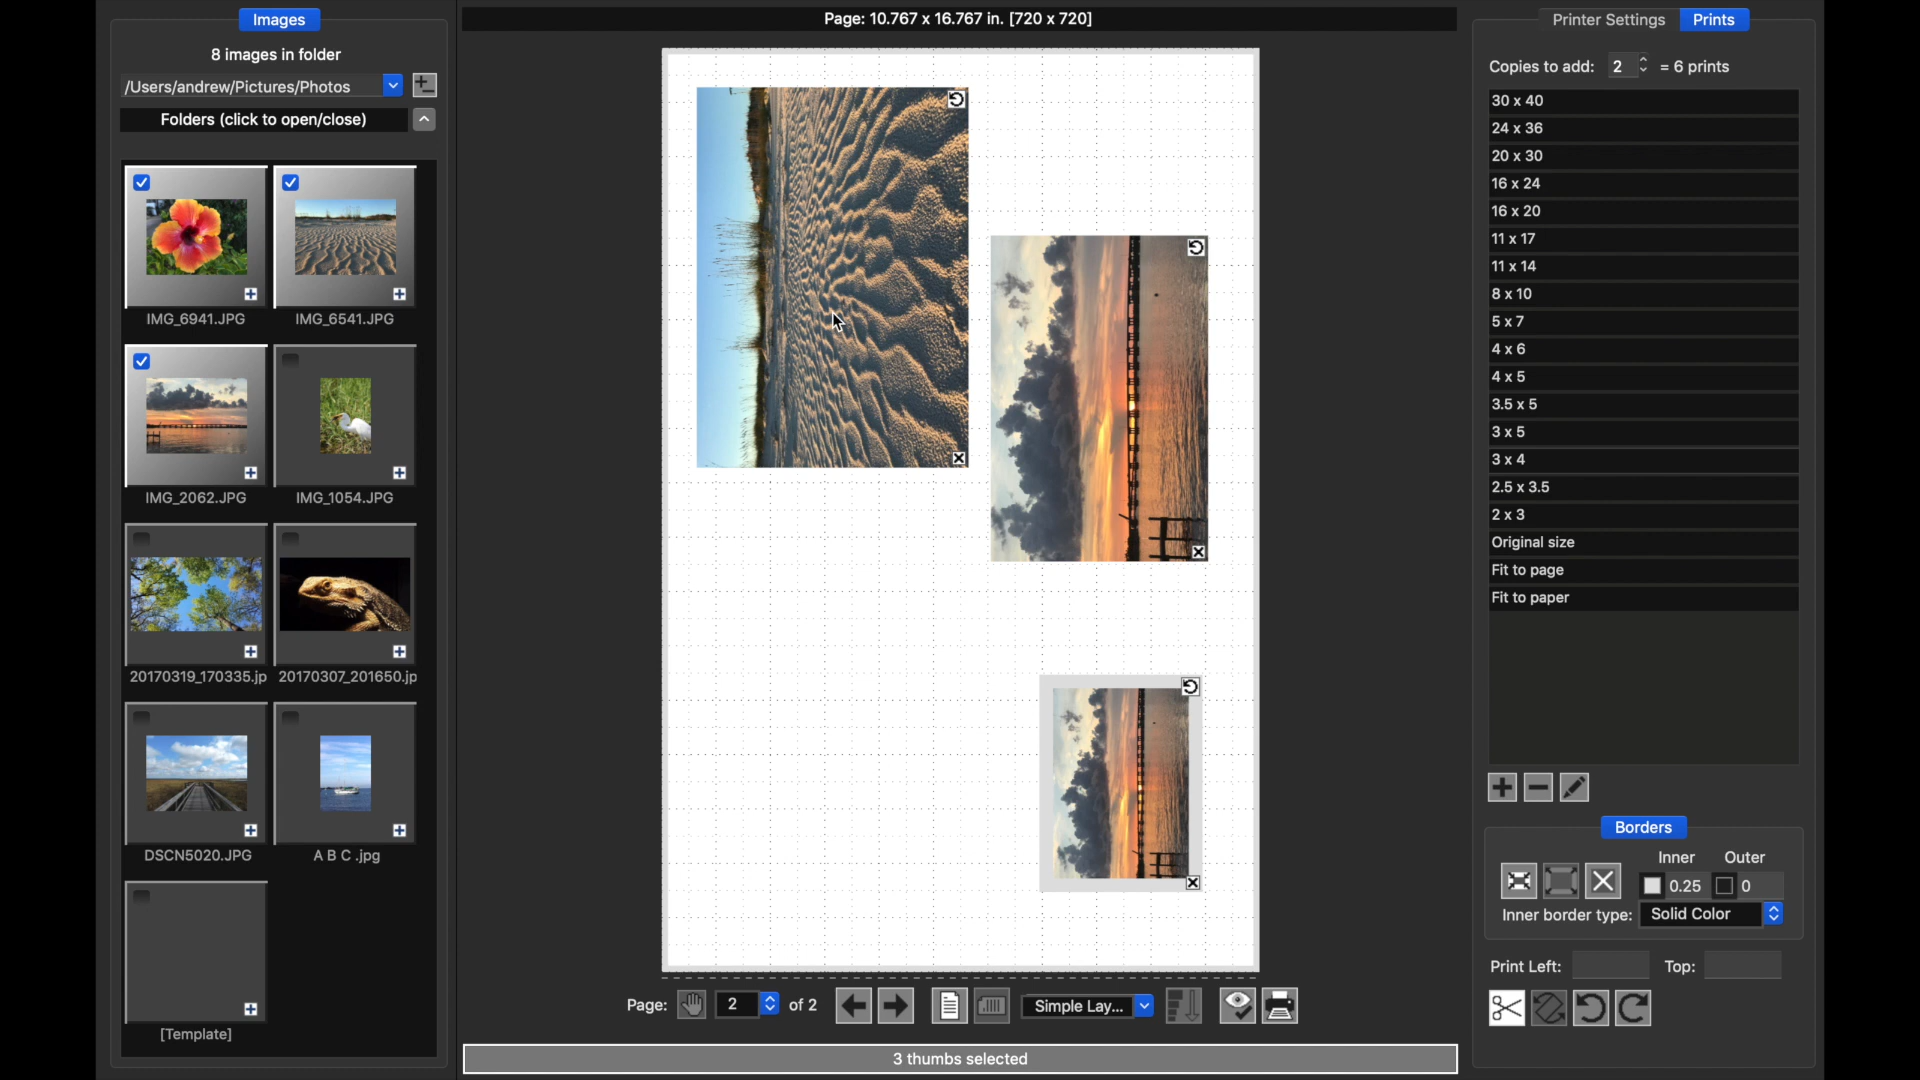 Images
8 images in folder
/Users/andrew/Pictures/Photos
Folders (click to open/close)
IMG_6941.JPG
IMG_6541.JPG
IMG_2062.JPG
IMG_1054.JPG
20170319_170335.jp
20170307_201650.jp
DSCN5020.JPG
A B C .jpg
[Template]
Page: 10.767 x 16.767 in. [720 x 720]
Page: 2 of 2
Simple Lay...
3 thumbs selected
Printer Settings
Prints
Copies to add: 2 = 6 prints
30 x 40
24 x 36
20 x 30
16 x 24
16 x 20
11 x 17
11 x 14
8 x 10
5 x 7
4 x 6
4 x 5
3.5 x 5
3 x 5
3 x 4
2.5 x 3.5
2 x 3
Original size
Fit to page
Fit to paper
Borders
Inner Outer
0.25 0
Inner border type: Solid Color
Print Left: Top: